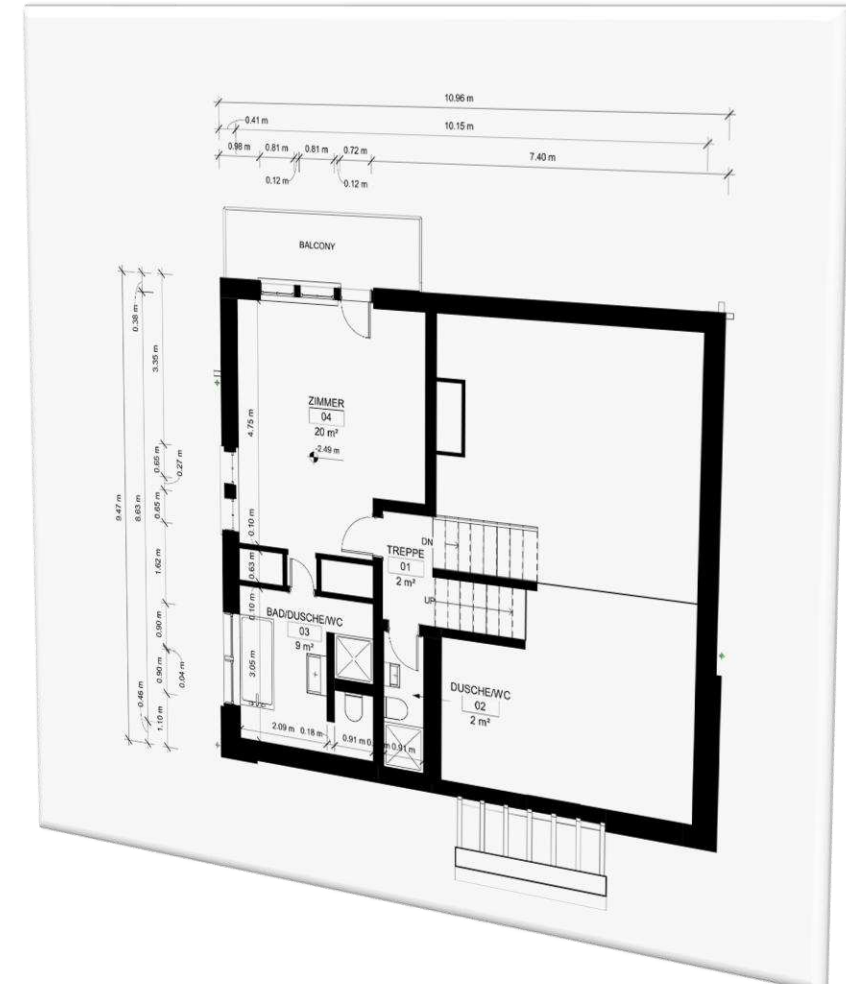 10.96 m
0.41 m
10.15 m
0.98 m 0.81 m 0.81 m 0.72 m
7.40 m
0.12 m
0.12 m
BALCONY
0.38 m
3.35 m
ZIMMER
04
20 m²
-2.49 m
4.75 m
0.65 m
0.27 m
9.47 m
8.63 m
0.65 m
0.10 m
DN
TREPPE
01
2 m²
1.62 m
0.63 m
UP
0.10 m
BAD/DUSCHE/WC
03
9 m²
0.90 m
3.05 m
0.90 m
0.04 m
DUSCHE/WC
02
2 m²
0.46 m
1.10 m
2.09 m 0.18 m
0.91 m
0.91 m